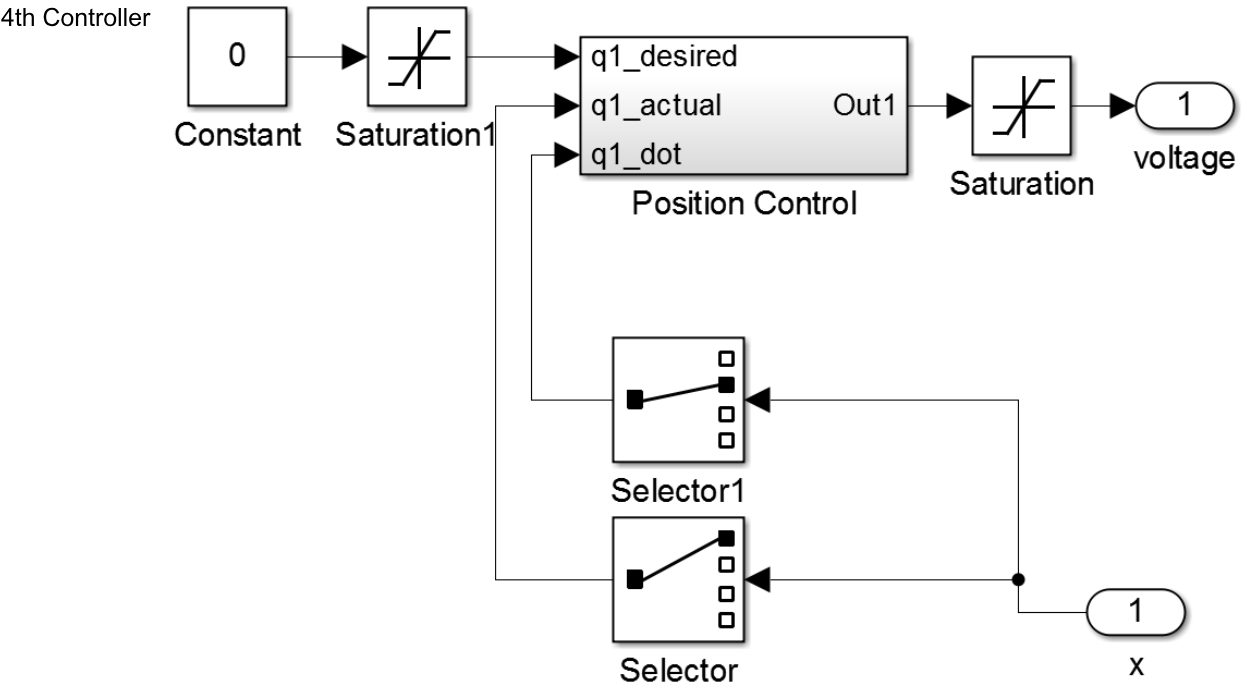 4th Controller
0
Constant
Saturation1
q1_desired
q1_actual
q1_dot
Out1
Position Control
Saturation
1
voltage
Selector1
Selector
1
x